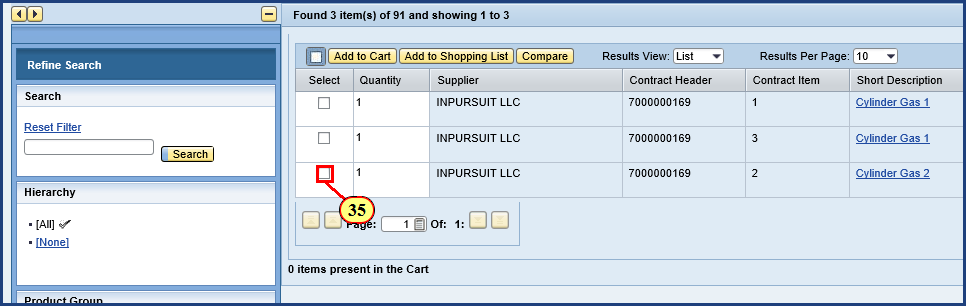 Found 3 item(s) of 91 and showing 1 to 3
Refine Search
Search
Reset Filter
Search
Hierarchy
[All]
[None]
Product Group
Add to Cart Add to Shopping List Compare Results View: List Results Per Page: 10
Select Quantity Supplier Contract Header Contract Item Short Description
1 INPURSUIT LLC 7000000169 1 Cylinder Gas 1
1 INPURSUIT LLC 7000000169 3 Cylinder Gas 1
1 INPURSUIT LLC 7000000169 2 Cylinder Gas 2
35
Page: 1 Of: 1:
0 items present in the Cart